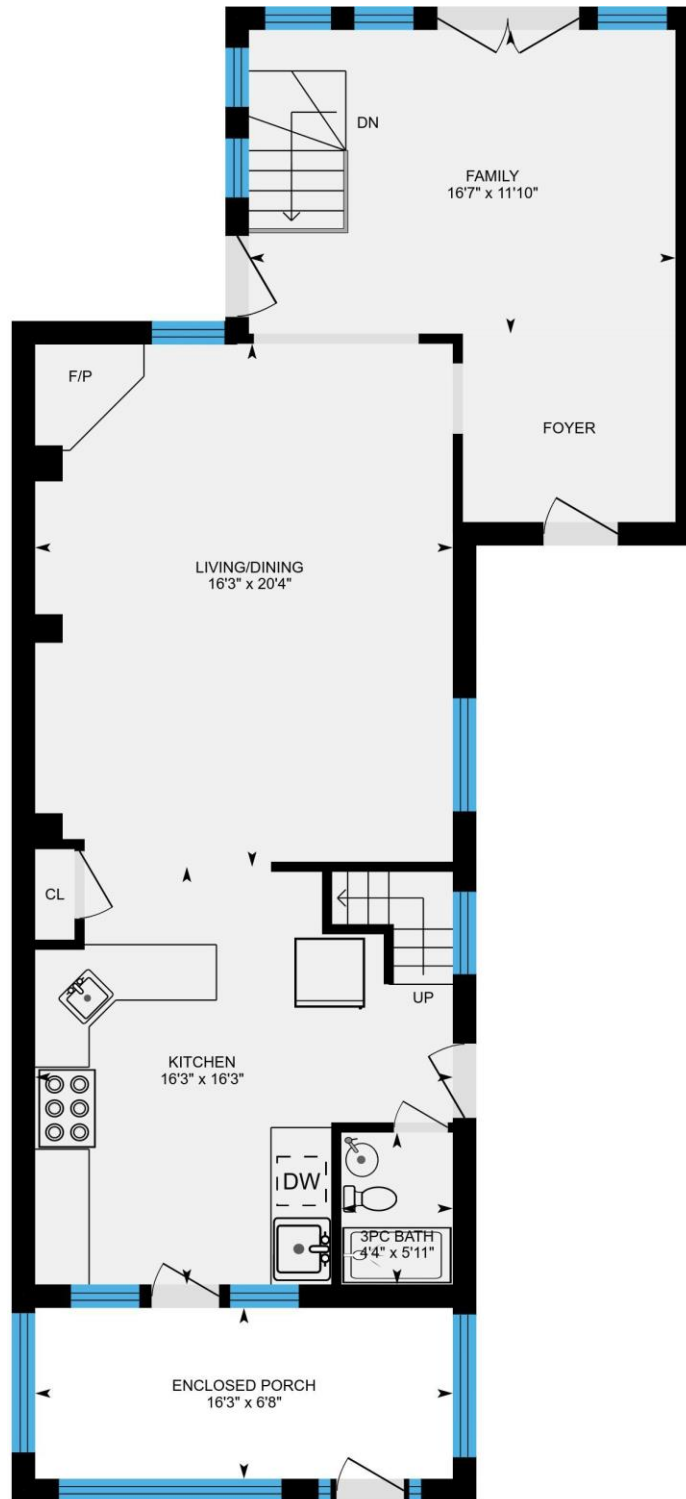 DN
FAMILY
16'7" x 11'10"
F/P
FOYER
LIVING/DINING
16'3" x 20'4"
CL
UP
KITCHEN
16'3" x 16'3"
DW
3PC BATH
4'4" x 5'11"
ENCLOSED PORCH
16'3" x 6'8"